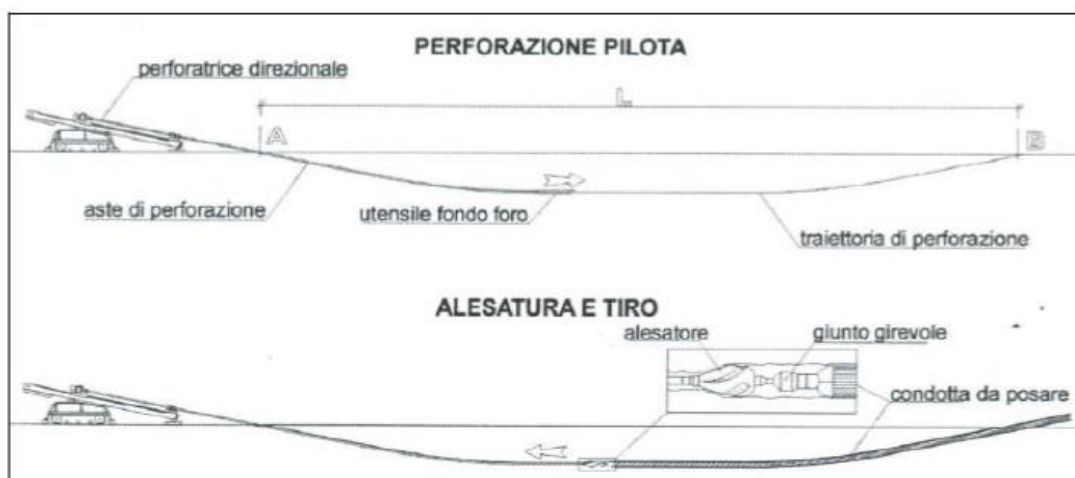 PERFORAZIONE PILOTA
perforatrice direzionale
L
A
B
aste di perforazione
utensile fondo foro
traiettoria di perforazione
ALESATURA E TIRO
alesatore
giunto girevole
condotta da posare